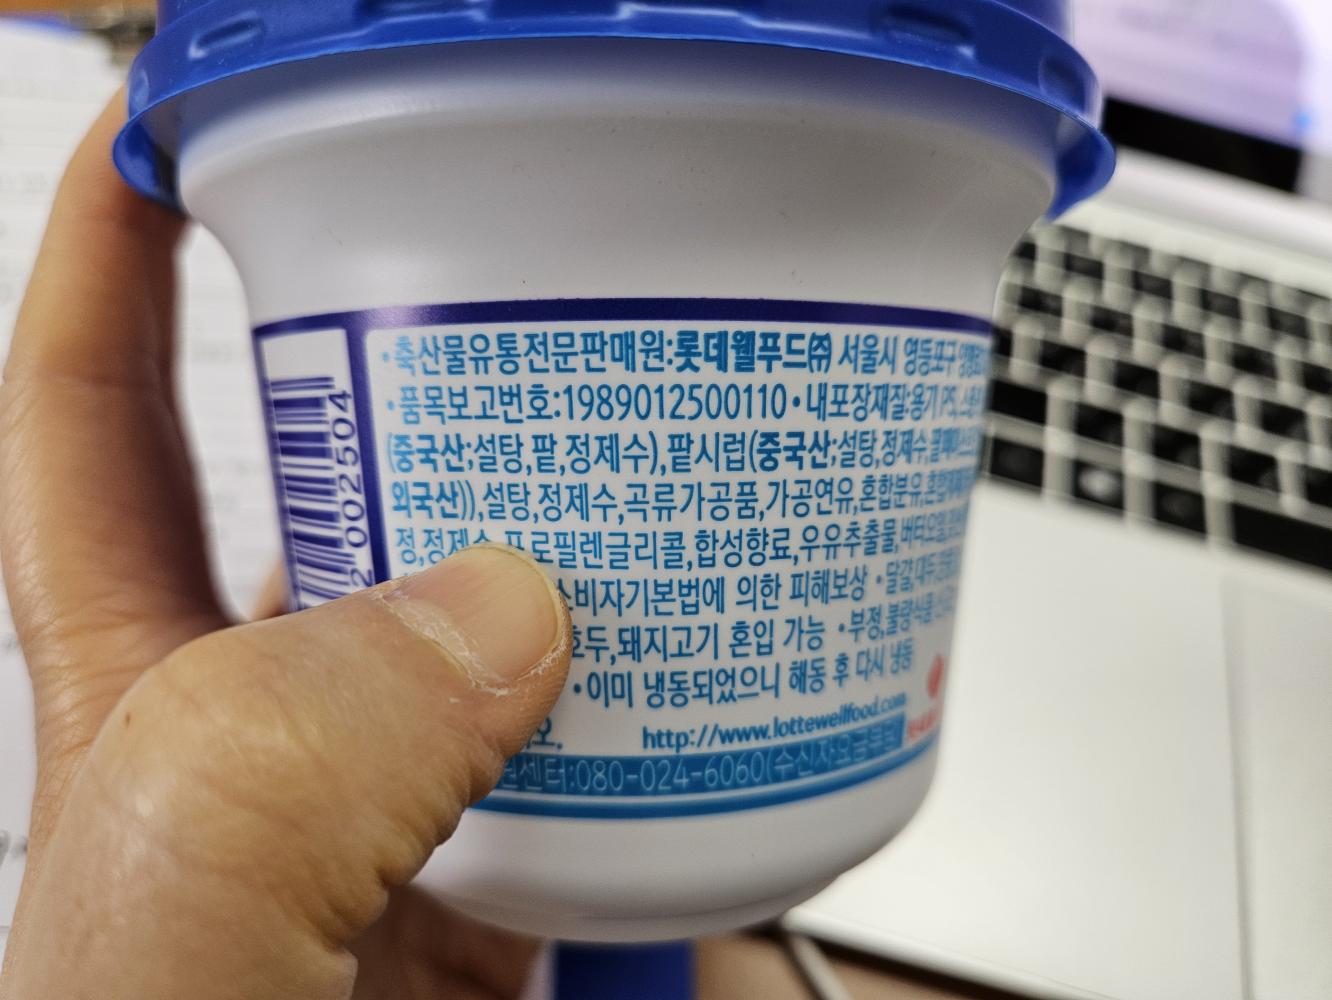 •축산물유통전문판매원:롯데웰푸드㈜ 서울시 영등포구
•품목보고번호:1989012500110•내포장재질:용기 PS,
(중국산;설탕,팥,정제수),팥시럽(중국산;설탕,정제수,
외국산)),설탕,정제수,곡류가공품,가공연유,혼합분유,
정,정제수,프로필렌글리콜,합성향료,우유추출물,버터오일,
소비자기본법에 의한 피해보상 •달걀,대두,
호두,돼지고기 혼입 가능 •부정,불량식품
•이미 냉동되었으니 해동 후 다시 냉동
오.
http://www.lottewellfood.com
센터:080-024-6060(수신자요금부담)
2002504